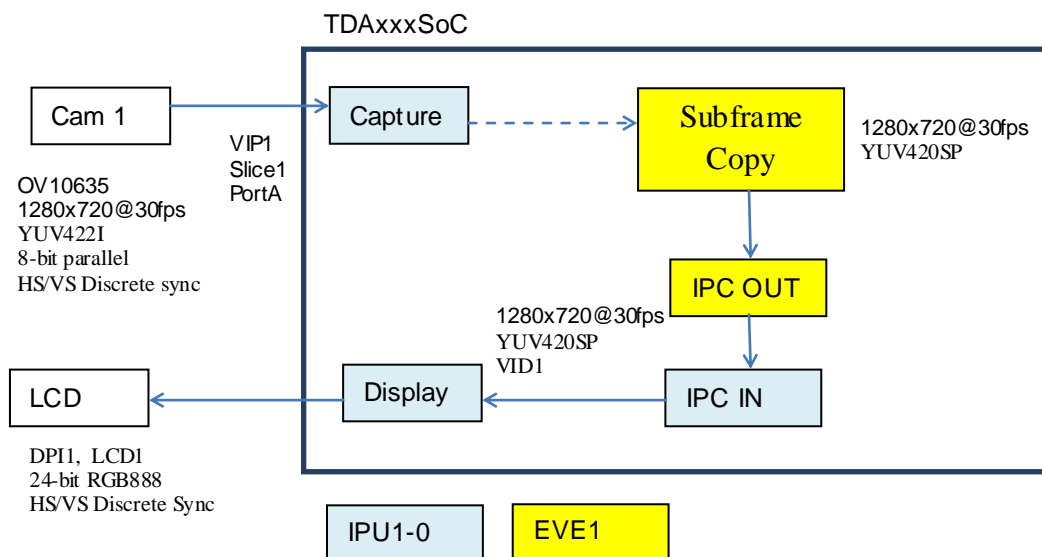 TDAxxxSoC
Cam 1
Capture
Subframe
Copy
1280x720@30fps
YUV420SP
VIP1
Slice1
PortA
OV10635
1280x720@30fps
YUV422I
8-bit parallel
HS/VS Discrete sync
IPC OUT
1280x720@30fps
YUV420SP
VID1
LCD
Display
IPC IN
DPI1, LCD1
24-bit RGB888
HS/VS Discrete Sync
IPU1-0
EVE1